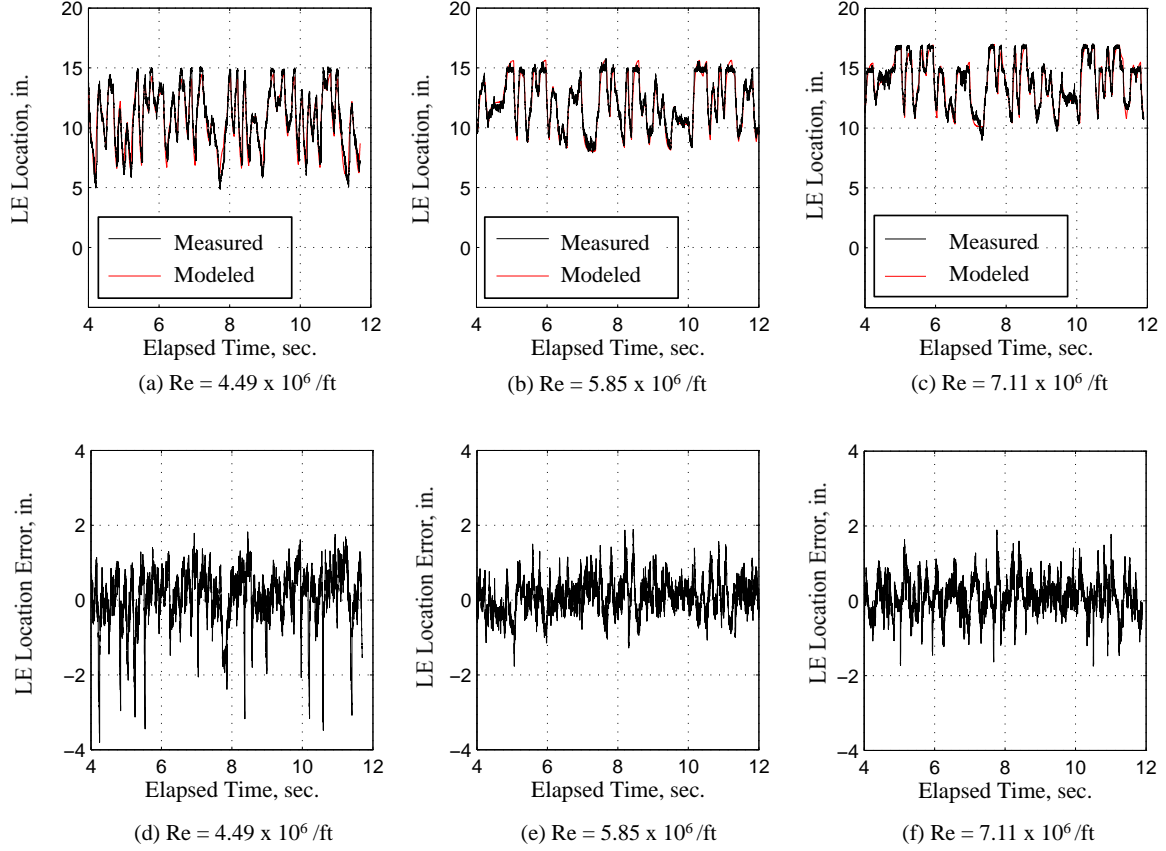 20
15
10
5
0
LE Location, in.
Measured
Modeled
4 6 8 10 12
Elapsed Time, sec.
(a) Re = 4.49 x 10⁶ /ft
20
15
10
5
0
LE Location, in.
Measured
Modeled
4 6 8 10 12
Elapsed Time, sec.
(b) Re = 5.85 x 10⁶ /ft
20
15
10
5
0
LE Location, in.
Measured
Modeled
4 6 8 10 12
Elapsed Time, sec.
(c) Re = 7.11 x 10⁶ /ft
4
2
0
−2
−4
LE Location Error, in.
4 6 8 10 12
Elapsed Time, sec.
(d) Re = 4.49 x 10⁶ /ft
4
2
0
−2
−4
LE Location Error, in.
4 6 8 10 12
Elapsed Time, sec.
(e) Re = 5.85 x 10⁶ /ft
4
2
0
−2
−4
LE Location Error, in.
4 6 8 10 12
Elapsed Time, sec.
(f) Re = 7.11 x 10⁶ /ft